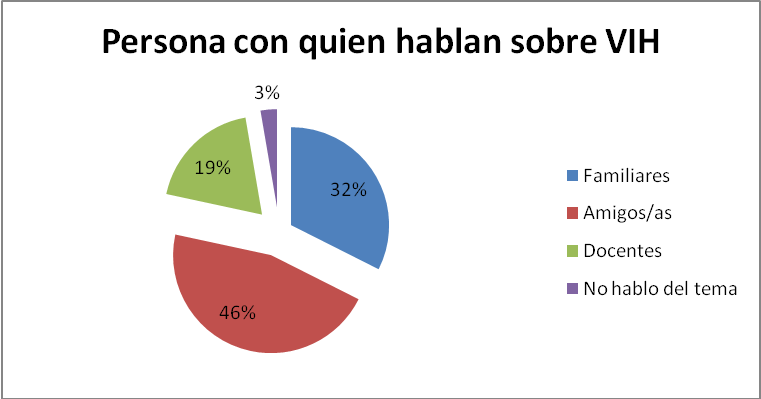 Persona con quien hablan sobre VIH
3%
19%
32%
46%
Familiares
Amigos/as
Docentes
No hablo del tema